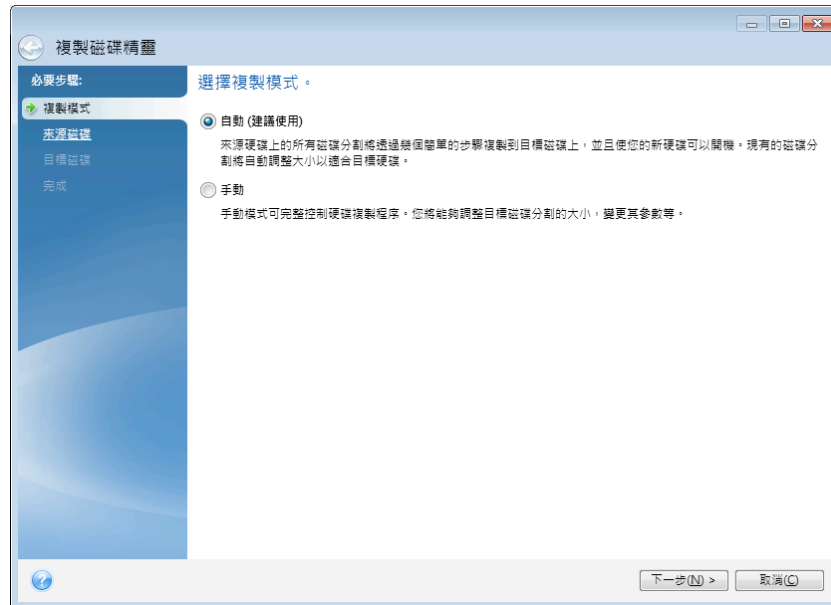 複製磁碟精靈
必要步驟:
複製模式
來源磁碟
目標磁碟
完成
選擇複製模式。
自動 (建議使用)
來源硬碟上的所有磁碟分割將透過幾個簡單的步驟複製到目標磁碟上，並且使您的新硬碟可以開機。現有的磁碟分
割將自動調整大小以適合目標硬碟。
手動
手動模式可完整控制硬碟複製程序。您將能夠調整目標磁碟分割的大小，變更其參數等。
下一步(N) >
取消(C)